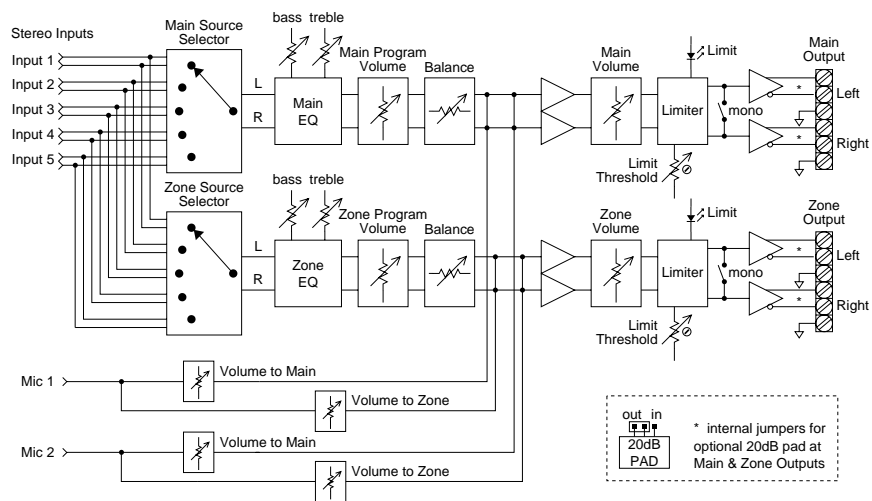 Stereo Inputs
Input 1
Input 2
Input 3
Input 4
Input 5
Main Source
Selector
L
R
bass treble
Main
EQ
Main Program
Volume
Balance
Main
Volume
Limit
Limiter
mono
Limit
Threshold
Main
Output
*
Left
*
Right
Zone Source
Selector
L
R
bass treble
Zone
EQ
Zone Program
Volume
Balance
Zone
Volume
Limit
Limiter
mono
Limit
Threshold
Zone
Output
*
Left
*
Right
Mic 1
Volume to Main
Volume to Zone
Mic 2
Volume to Main
Volume to Zone
out in
20dB
PAD
* internal jumpers for
optional 20dB pad at
Main & Zone Outputs